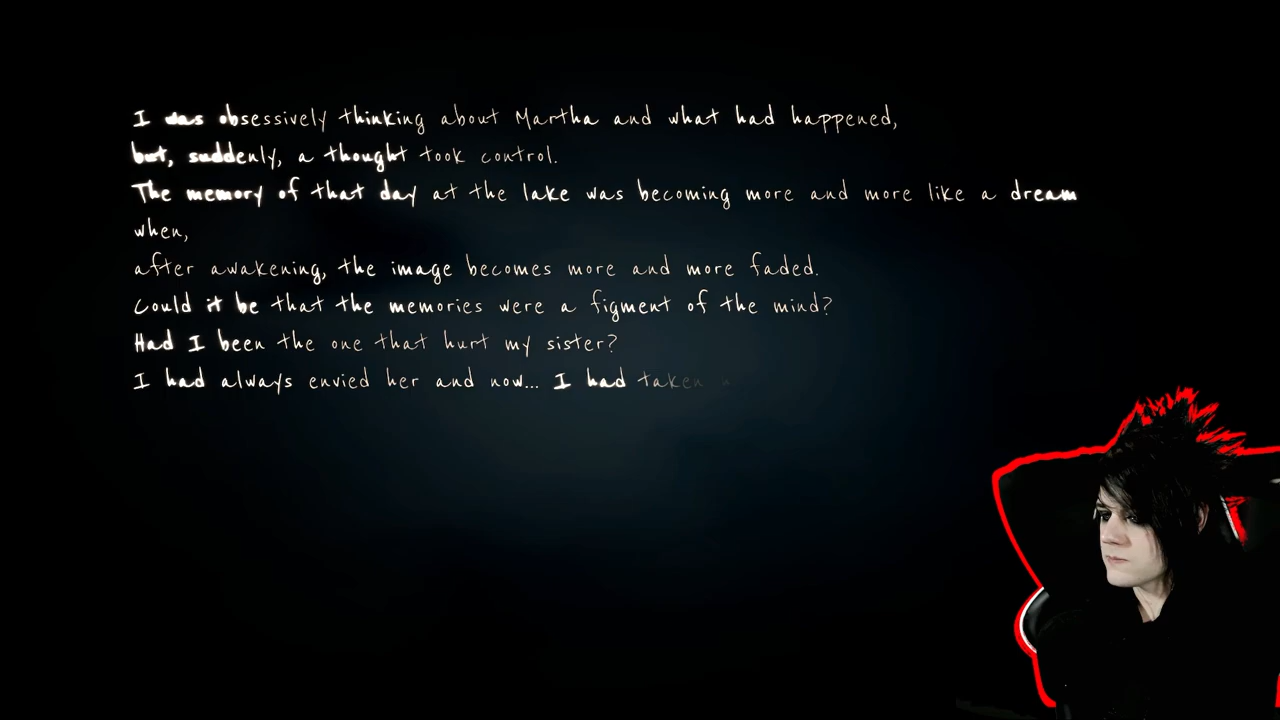 I was obsessively thinking about Martha and what had happened,
but, suddenly, a thought took control.
The memory of that day at the lake was becoming more and more like a dream
when,
after awakening, the image becomes more and more faded.
Could it be that the memories were a figment of the mind?
Had I been the one that hurt my sister?
I had always envied her and now... I had taken